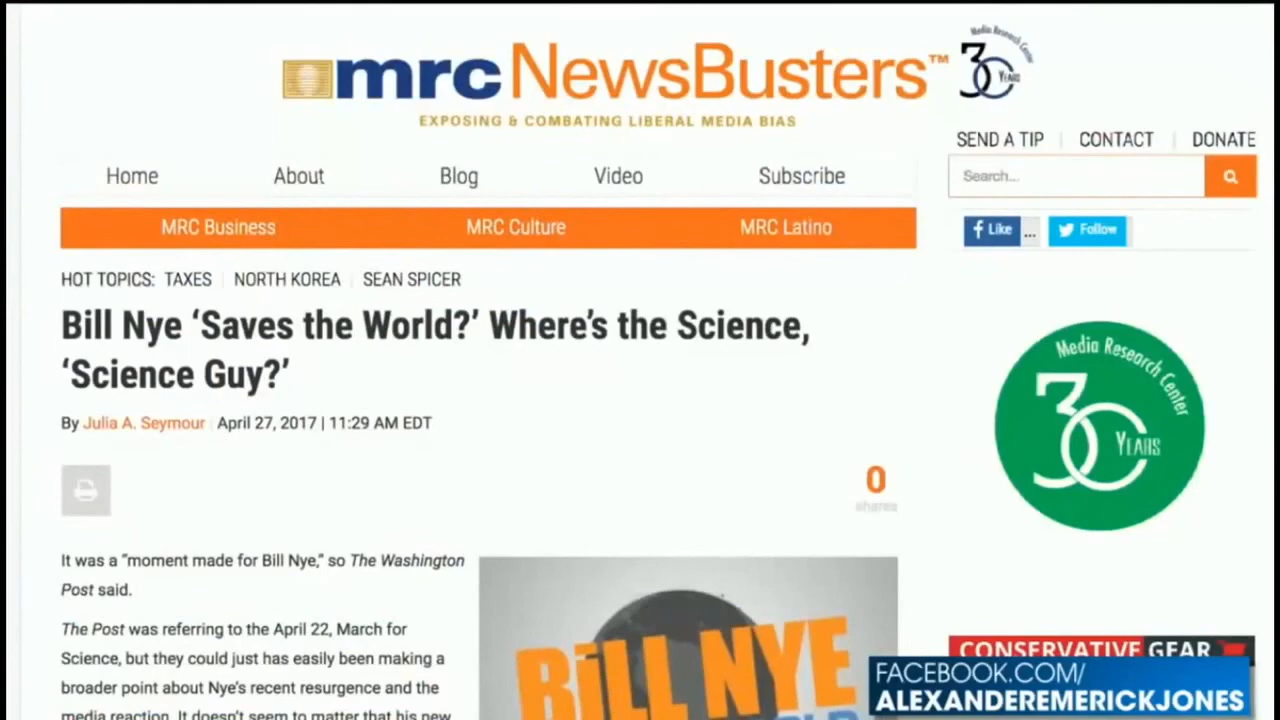 mrc NewsBusters™
EXPOSING & COMBATING LIBERAL MEDIA BIAS
Media Research Center
30 YEARS
SEND A TIP CONTACT DONATE
Search...
Home About Blog Video Subscribe
MRC Business MRC Culture MRC Latino
Like ... Follow
HOT TOPICS: TAXES NORTH KOREA SEAN SPICER
Bill Nye ‘Saves the World?’ Where’s the Science,
‘Science Guy?’
By Julia A. Seymour April 27, 2017 | 11:29 AM EDT
Media Research Center
30 YEARS
0
shares
It was a “moment made for Bill Nye,” so The Washington
Post said.
The Post was referring to the April 22, March for
Science, but they could just has easily been making a
broader point about Nye’s recent resurgence and the
media reaction. It doesn’t seem to matter that his new
BiLL NYE
CONSERVATIVE GEAR
FACEBOOK.COM/
ALEXANDEREMERICKJONES